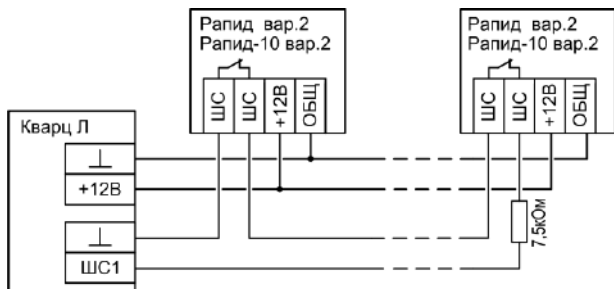 Рапид вар.2
Рапид-10 вар.2
ШС
ШС
+12В
ОБЩ
Рапид вар.2
Рапид-10 вар.2
ШС
ШС
+12В
ОБЩ
Кварц Л
⊥
+12В
⊥
ШС1
7,5кОм